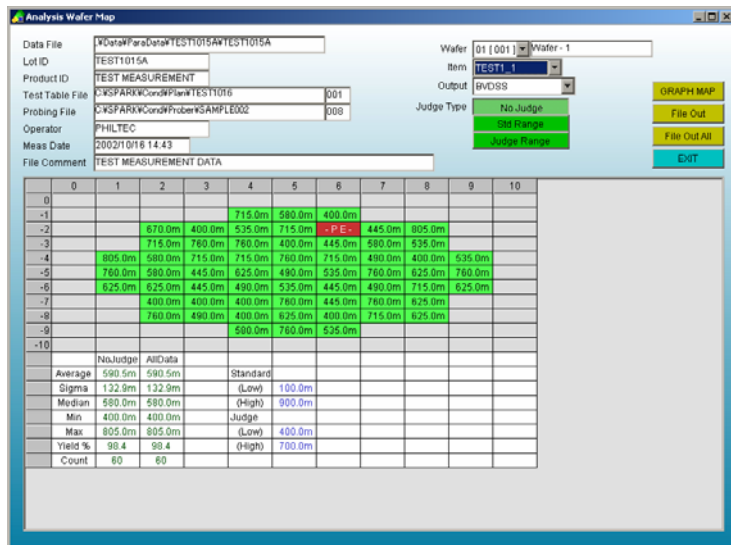 Analysis Wafer Map
Data File .¥Data¥ParaData¥TEST1015A¥TEST1015A
Wafer 01 [ 001 ] Wafer - 1
Lot ID TEST1015A
Item TEST1_1
Product ID TEST MEASUREMENT
Output BVDSS
Test Table File C:¥SPARK¥Cond¥Plan¥TEST1016 001
GRAPH MAP
Probing File C:¥SPARK¥Cond¥Prober¥SAMPLE002 008
Judge Type No Judge
File Out
Operator PHILTEC
Std Range
File Out All
Meas Date 2002/10/16 14:43
Judge Range
File Comment TEST MEASUREMENT DATA
EXIT
0 1 2 3 4 5 6 7 8 9 10
0
-1 715.0m 580.0m 400.0m
-2 670.0m 400.0m 535.0m 715.0m - P E - 445.0m 805.0m
-3 715.0m 760.0m 760.0m 400.0m 445.0m 580.0m 535.0m
-4 805.0m 580.0m 715.0m 715.0m 760.0m 715.0m 490.0m 400.0m 535.0m
-5 760.0m 580.0m 445.0m 625.0m 490.0m 535.0m 760.0m 625.0m 760.0m
-6 625.0m 625.0m 445.0m 490.0m 535.0m 445.0m 490.0m 715.0m 625.0m
-7 400.0m 400.0m 400.0m 760.0m 445.0m 760.0m 625.0m
-8 760.0m 490.0m 400.0m 625.0m 400.0m 715.0m 625.0m
-9 580.0m 760.0m 535.0m
-10
NoJudge AllData
Average 590.5m 590.5m Standard
Sigma 132.9m 132.9m (Low) 100.0m
Median 580.0m 580.0m (High) 900.0m
Min 400.0m 400.0m Judge
Max 805.0m 805.0m (Low) 400.0m
Yield % 98.4 98.4 (High) 700.0m
Count 60 60